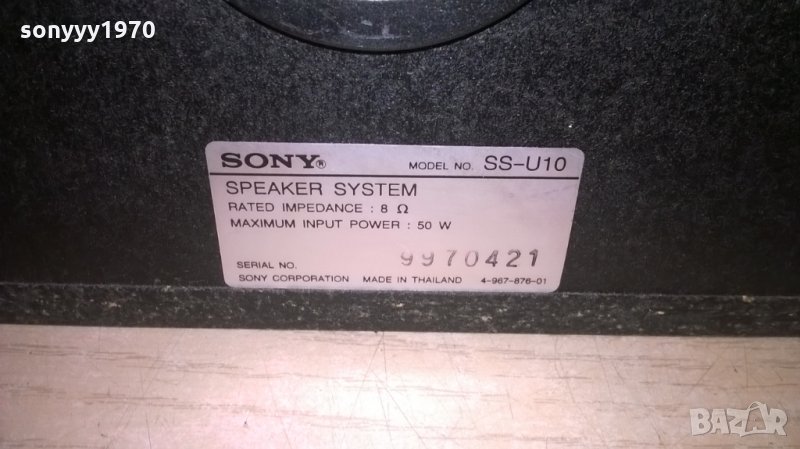 sonyyy1970
SONY® MODEL NO. SS-U10
SPEAKER SYSTEM
RATED IMPEDANCE : 8 Ω
MAXIMUM INPUT POWER : 50 W
SERIAL NO. 9970421
SONY CORPORATION MADE IN THAILAND 4-967-876-01
BAZAR